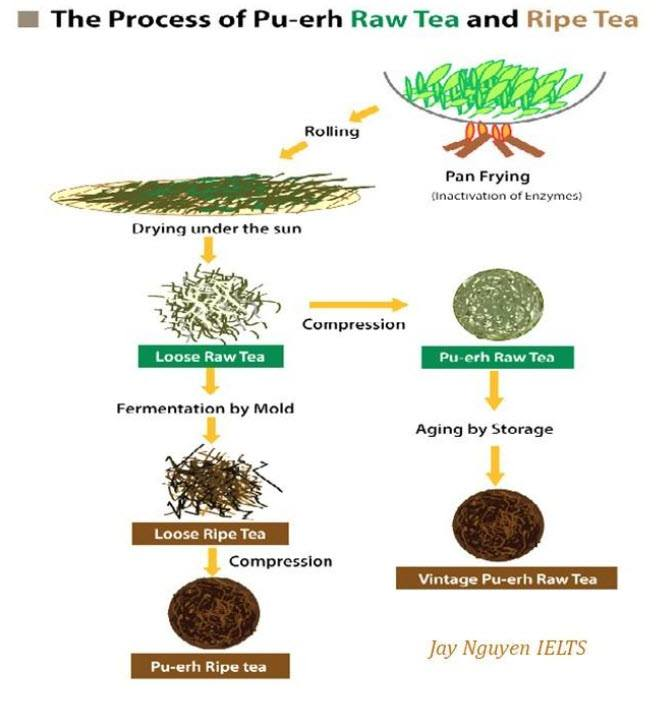 The Process of Pu-erh Raw Tea and Ripe Tea
Rolling
Pan Frying
(Inactivation of Enzymes)
Drying under the sun
Loose Raw Tea
Compression
Pu-erh Raw Tea
Fermentation by Mold
Aging by Storage
Loose Ripe Tea
Compression
Vintage Pu-erh Raw Tea
Pu-erh Ripe tea
Jay Nguyen IELTS